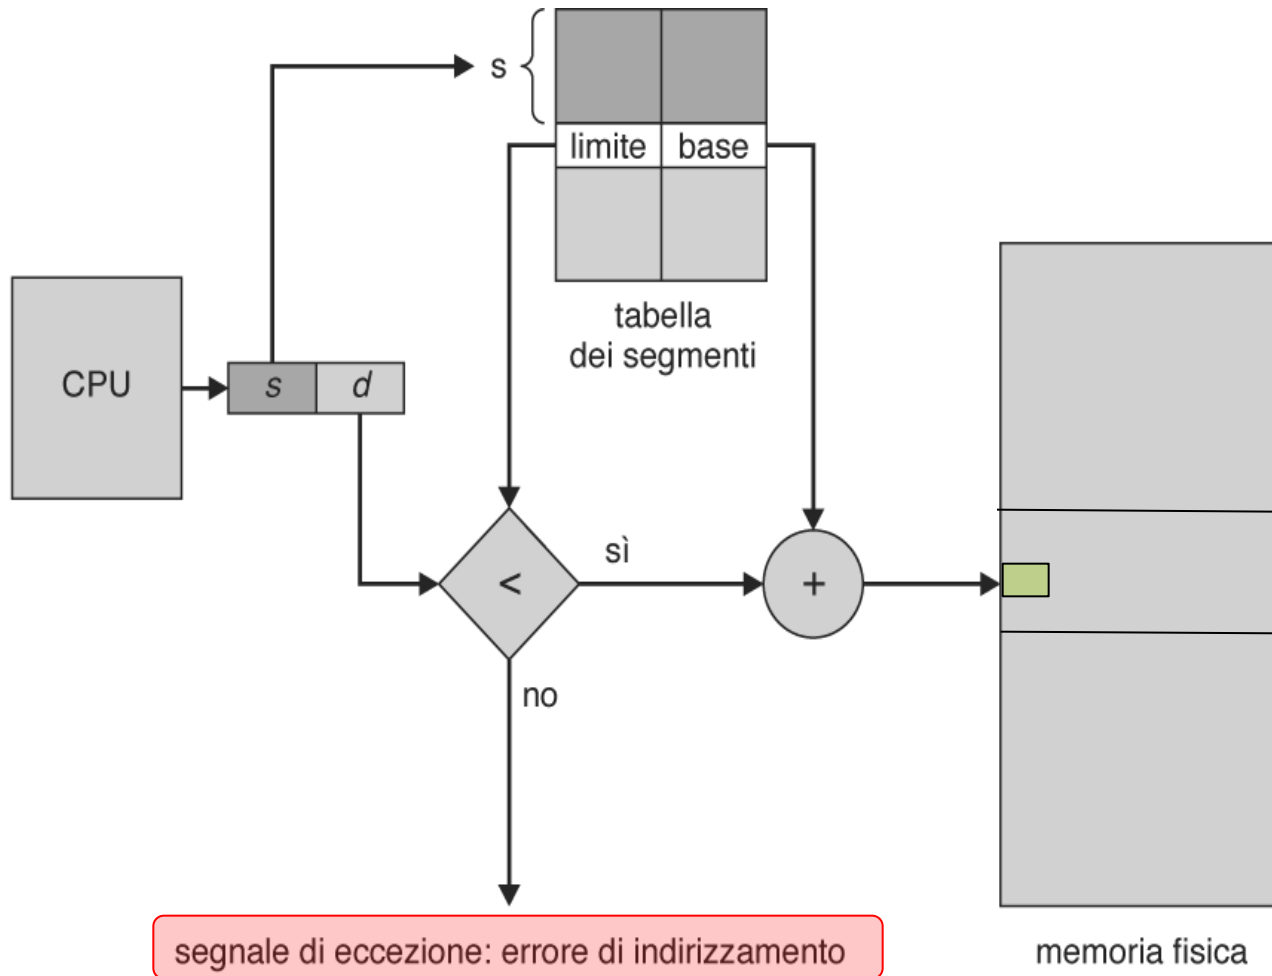 s
limite base
tabella
dei segmenti
CPU
s d
<
sì
+
no
segnale di eccezione: errore di indirizzamento
memoria fisica